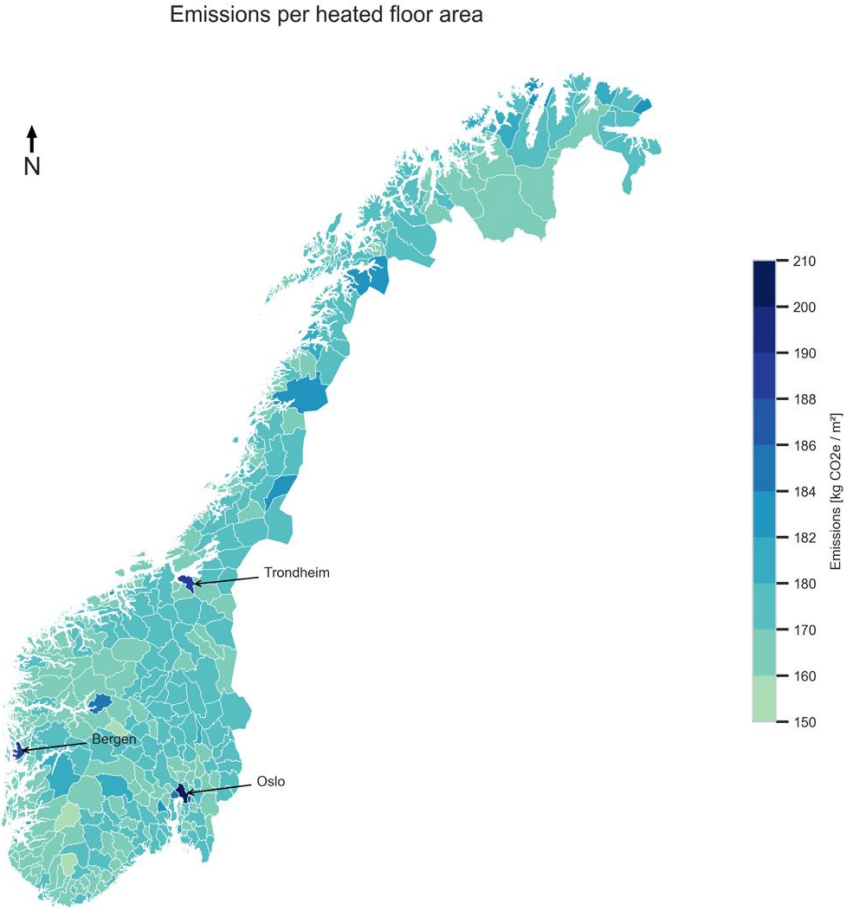 Emissions per heated floor area
N
210
200
190
188
186
184
182
180
170
160
150
Emissions [kg CO2e / m²]
Trondheim
Bergen
Oslo